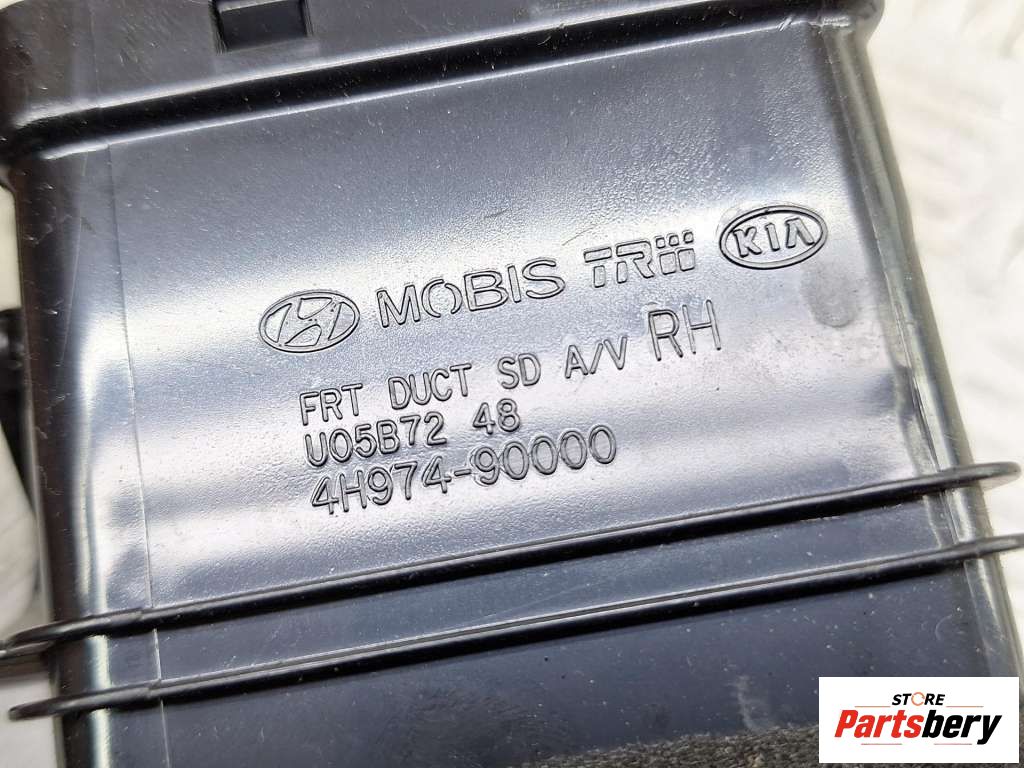 MOBIS TRW KIA
FRT DUCT SD A/V RH
U05B72 48
4H974-90000
STORE
Partsbery